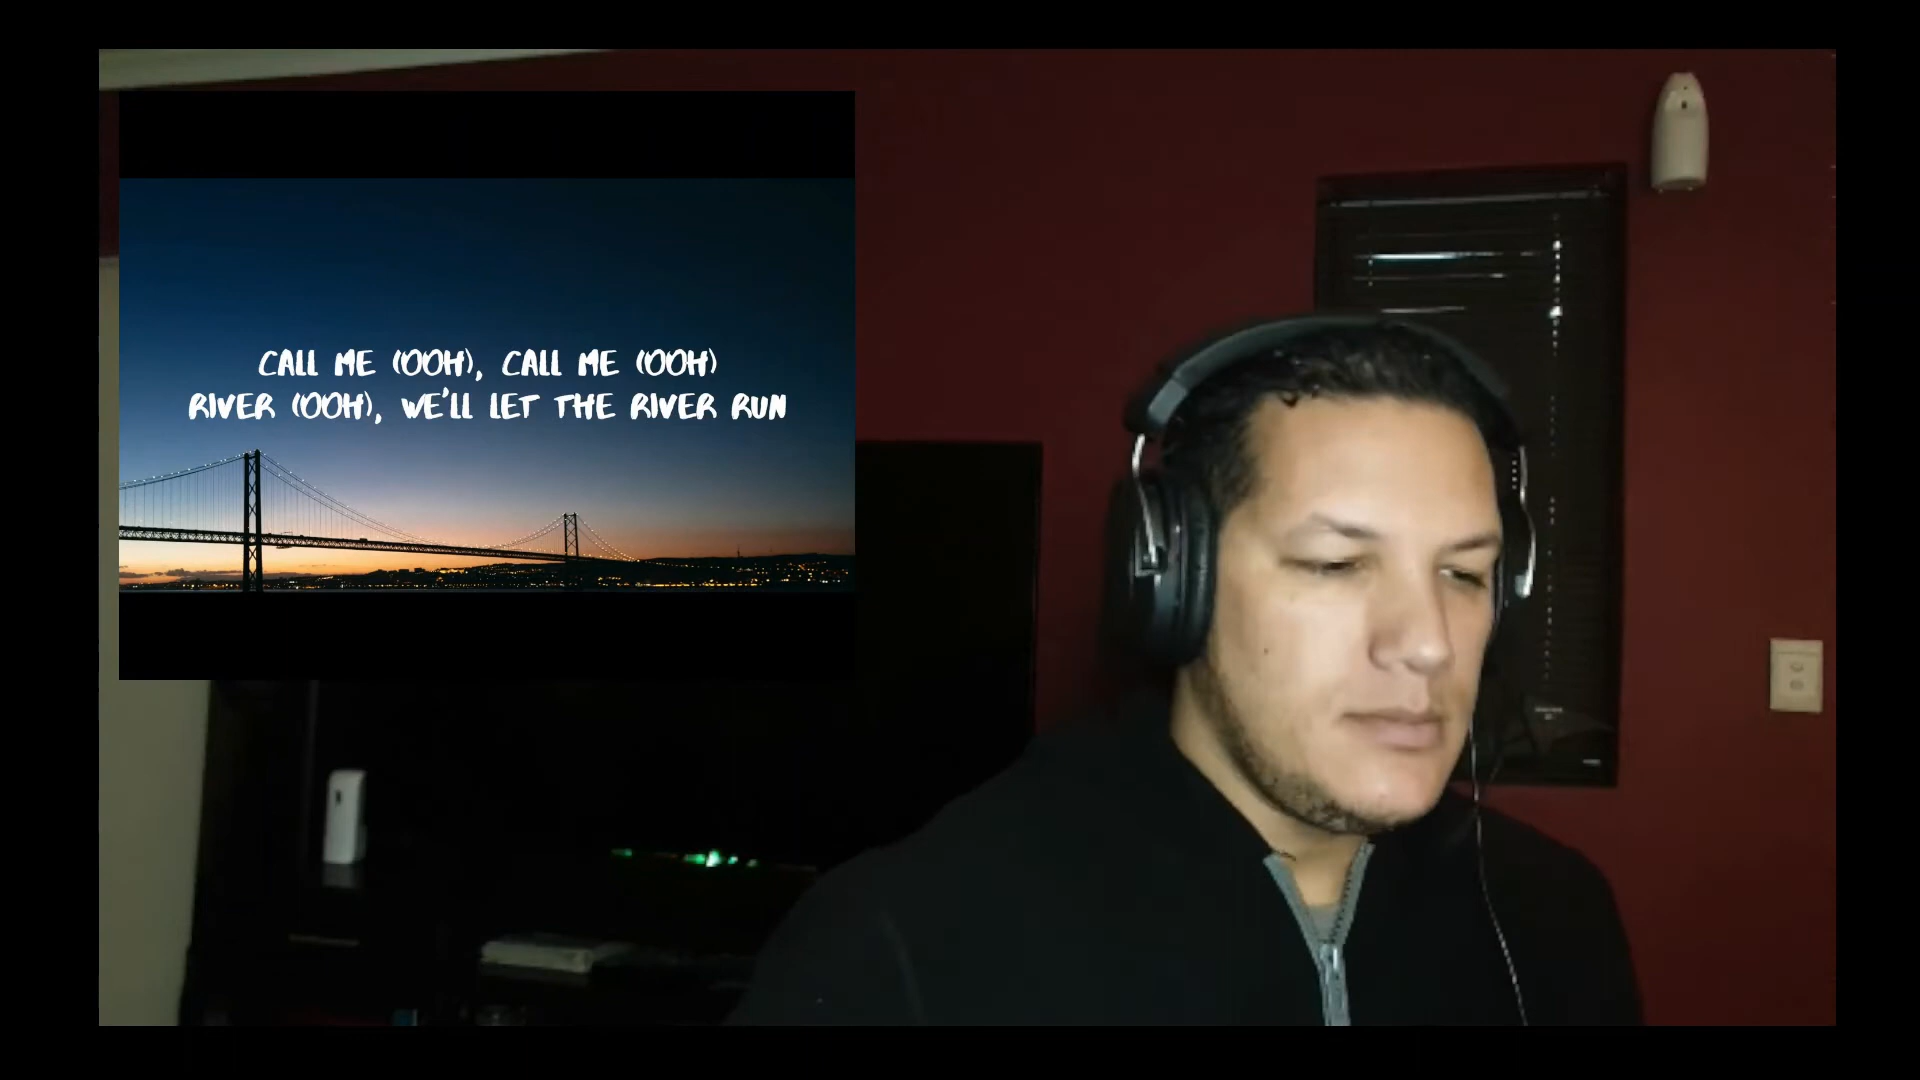 CALL ME (OOH), CALL ME (OOH)
RIVER (OOH), WE'LL LET THE RIVER RUN